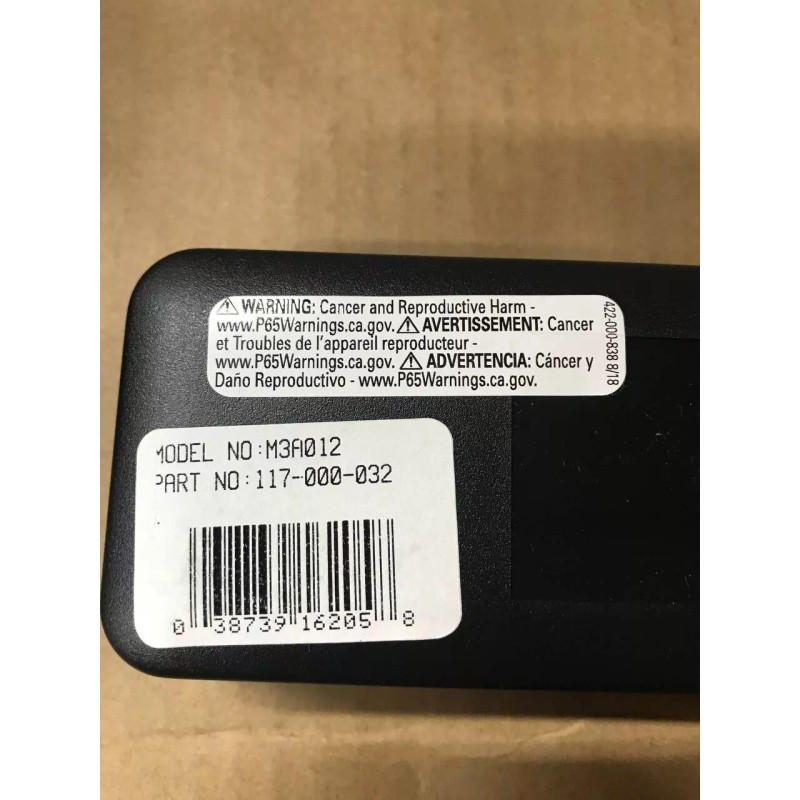 ⚠ WARNING: Cancer and Reproductive Harm -
www.P65Warnings.ca.gov. ⚠ AVERTISSEMENT: Cancer
et Troubles de l'appareil reproducteur -
www.P65Warnings.ca.gov. ⚠ ADVERTENCIA: Cáncer y
Daño Reproductivo - www.P65Warnings.ca.gov.
422-000-838 8/18
MODEL NO:M3A012
PART NO:117-000-032
0 38739 16205 8